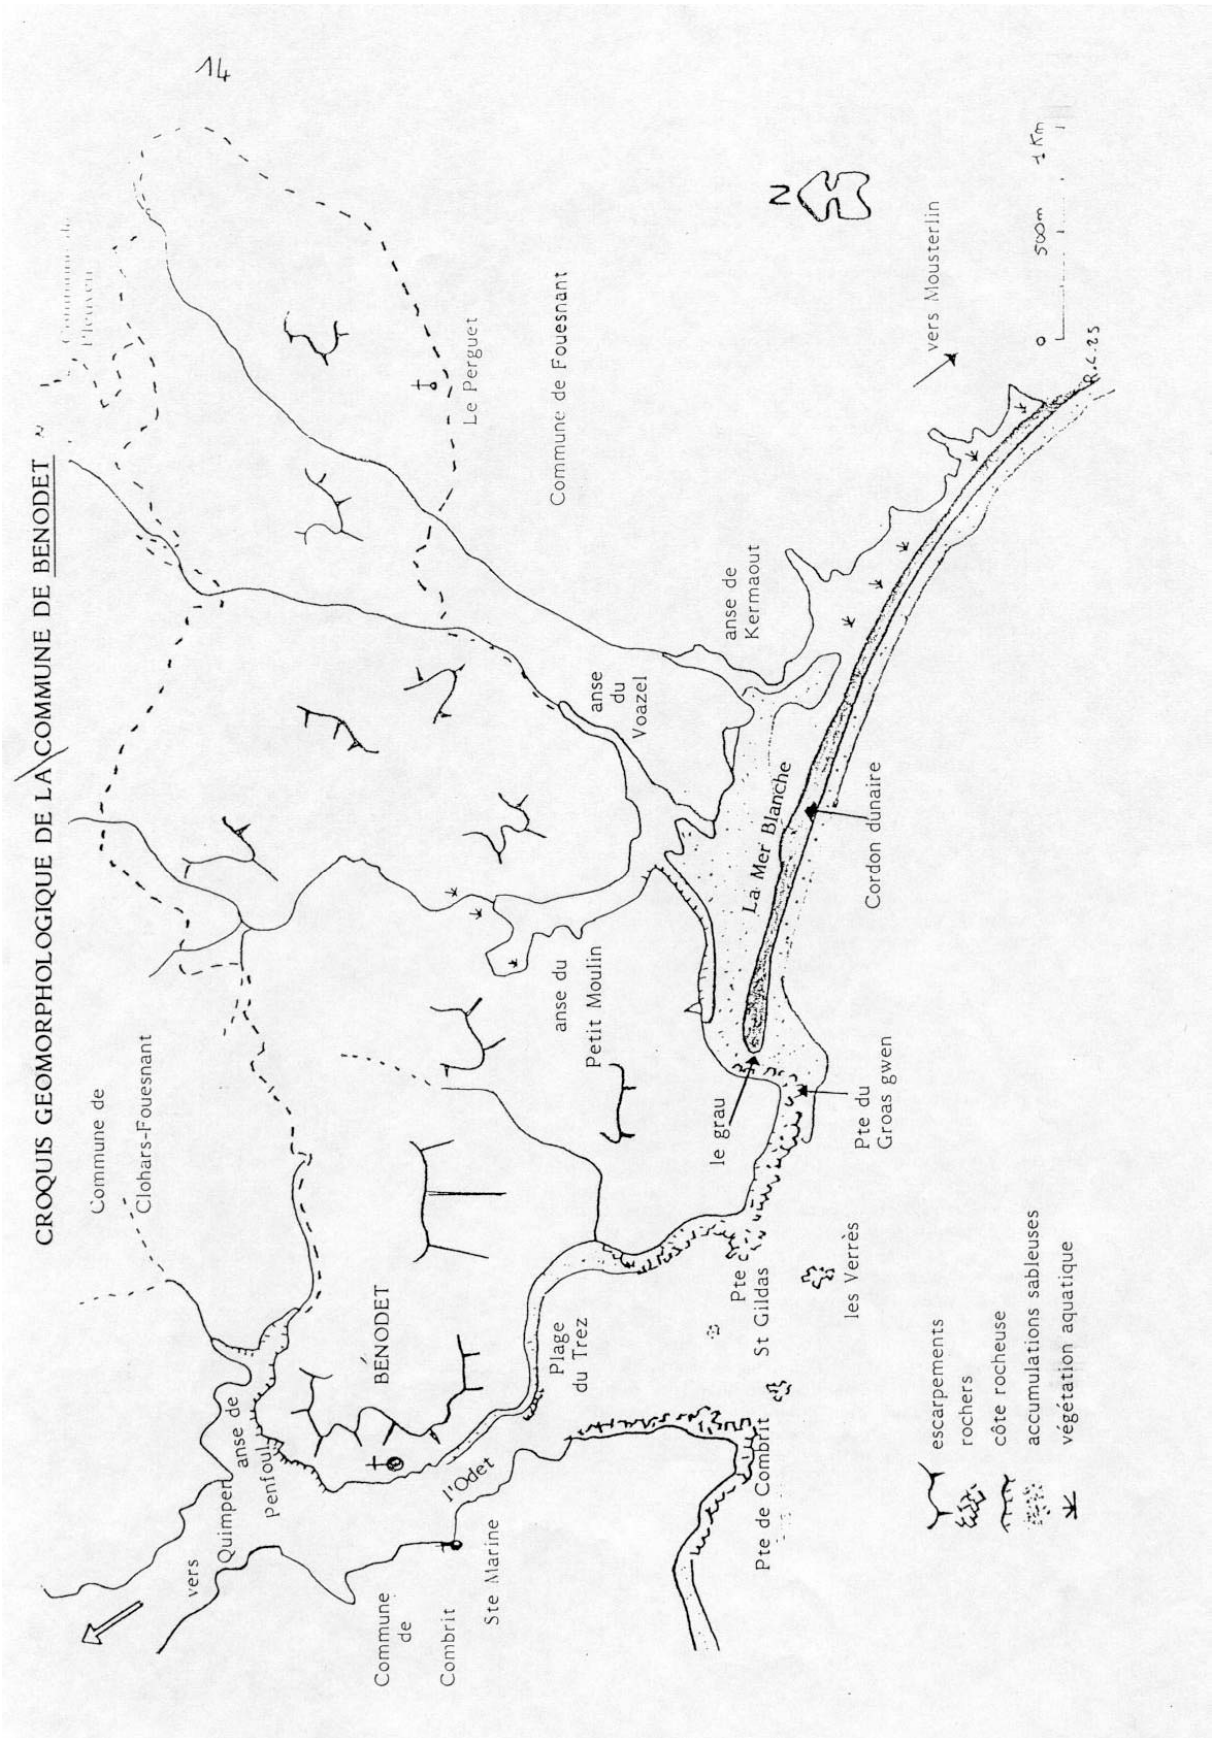 14
CROQUIS GEOMORPHOLOGIQUE DE LA COMMUNE DE BENODET
Commune de
Clohars-Fouesnant
Pleuven
vers
Quimper
anse de
Penfoul
BÉNODET
l'Odet
Commune
de
Combrit
Ste Marine
Plage
du Trez
Pte
St Gildas
les Verrès
Pte de Combrit
anse du
Petit Moulin
le grau
Pte du
Groas gwen
La Mer Blanche
Cordon dunaire
anse
du
Voazel
anse de
Kermaout
Le Perguet
Commune de Fouesnant
N
vers Mousterlin
0 500m 1 Km
escarpements
rochers
côte rocheuse
accumulations sableuses
végétation aquatique